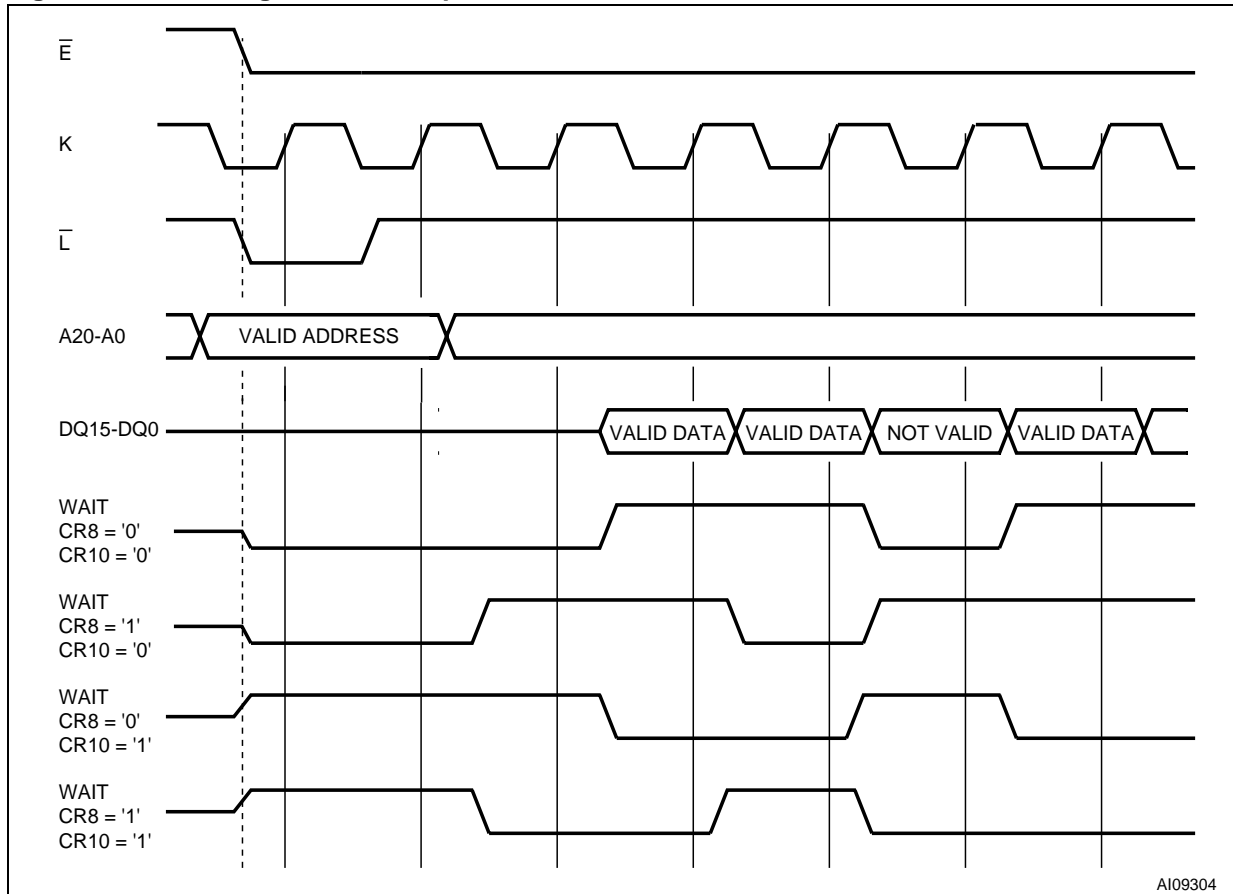 E
K
L
A20-A0
VALID ADDRESS
DQ15-DQ0
VALID DATA
VALID DATA
NOT VALID
VALID DATA
WAIT
CR8 = '0'
CR10 = '0'
WAIT
CR8 = '1'
CR10 = '0'
WAIT
CR8 = '0'
CR10 = '1'
WAIT
CR8 = '1'
CR10 = '1'
AI09304